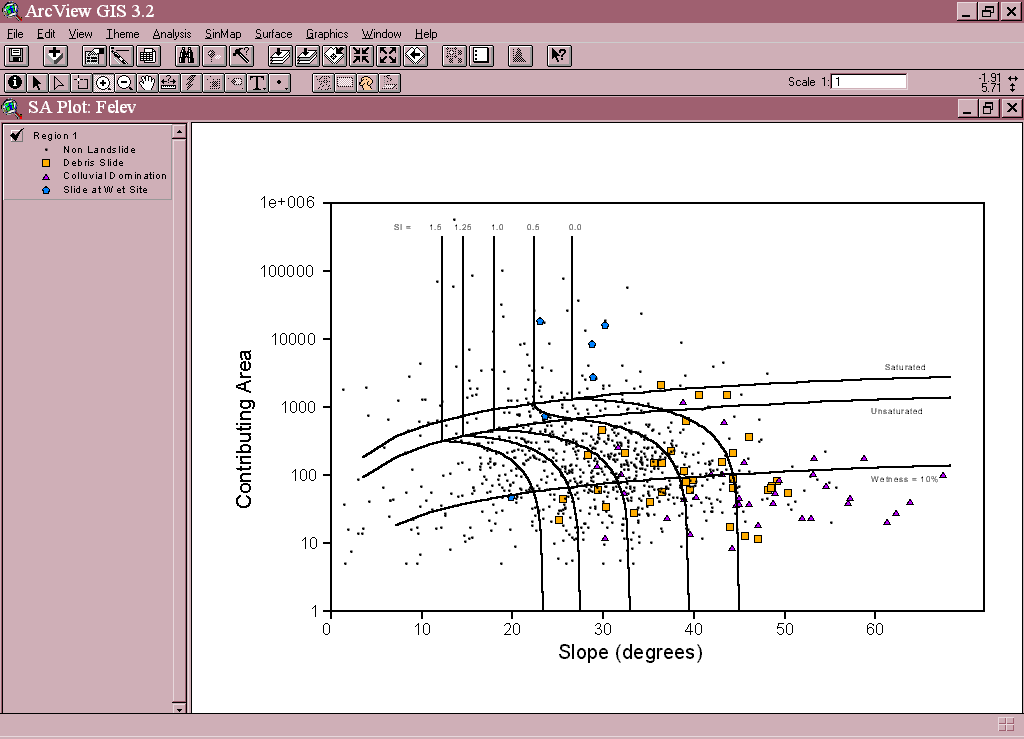 ArcView GIS 3.2
File Edit View Theme Analysis SinMap Surface Graphics Window Help
Scale 1: 1
-1.91
5.71
SA Plot: Felev
Region 1
Non Landslide
Debris Slide
Colluvial Domination
Slide at Wet Site
1e+006
SI = 1.5 1.25 1.0 0.5 0.0
100000
10000
Saturated
1000
Unsaturated
100
Wetness = 10%
10
1
0 10 20 30 40 50 60
Contributing Area
Slope (degrees)